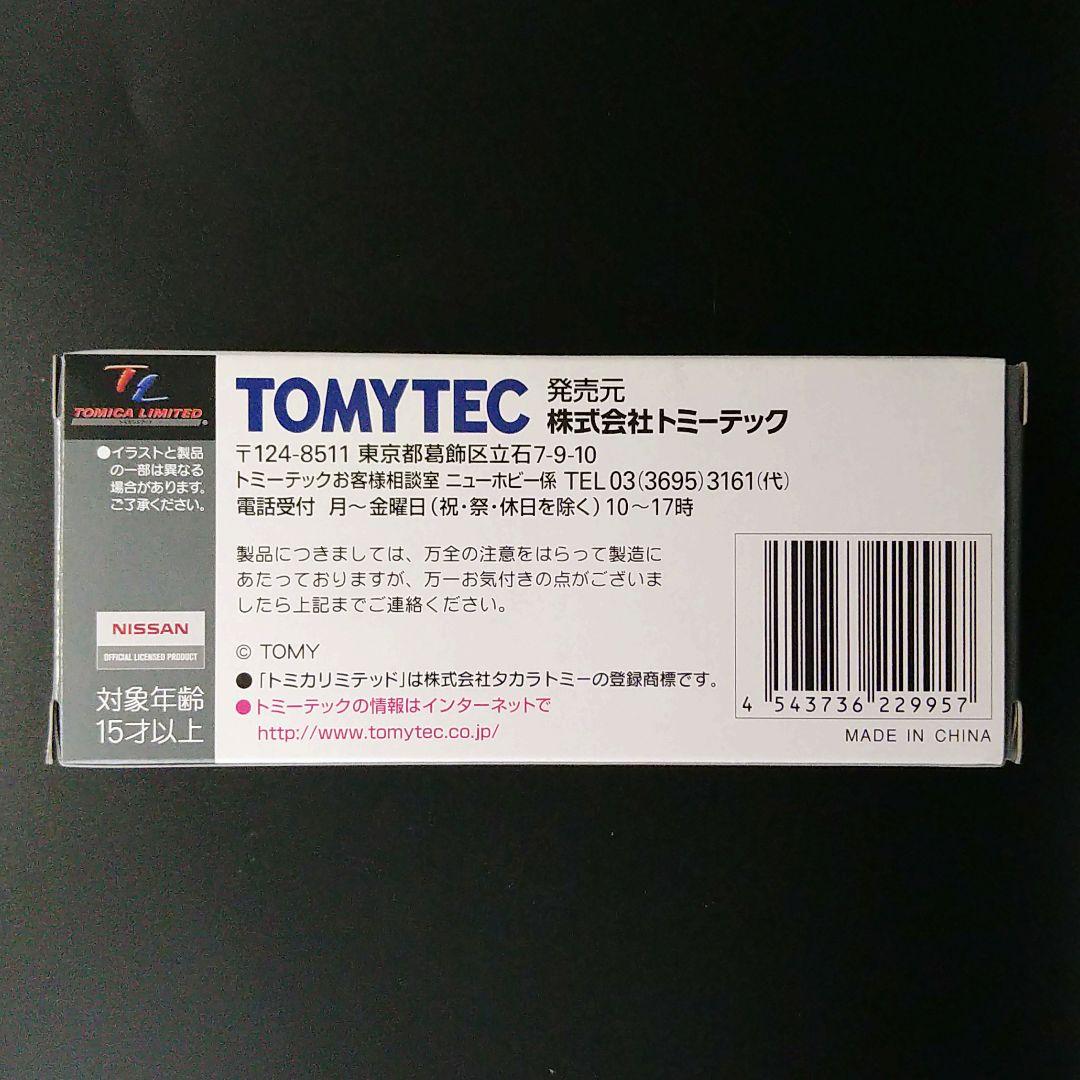 TL
TOMICA LIMITED
●イラストと製品
の一部は異なる
場合があります。
ご了承ください。
NISSAN
OFFICIAL LICENSED PRODUCT
対象年齢
15才以上
TOMYTEC
発売元
株式会社トミーテック
〒124-8511 東京都葛飾区立石7-9-10
トミーテックお客様相談室 ニューホビー係 TEL 03(3695)3161(代)
電話受付 月～金曜日(祝・祭・休日を除く)10～17時
製品につきましては、万全の注意をはらって製造に
あたっておりますが、万一お気付きの点がございま
したら上記までご連絡ください。
© TOMY
●「トミカリミテッド」は株式会社タカラトミーの登録商標です。
●トミーテックの情報はインターネットで
http://www.tomytec.co.jp/
4 543736 229957
MADE IN CHINA